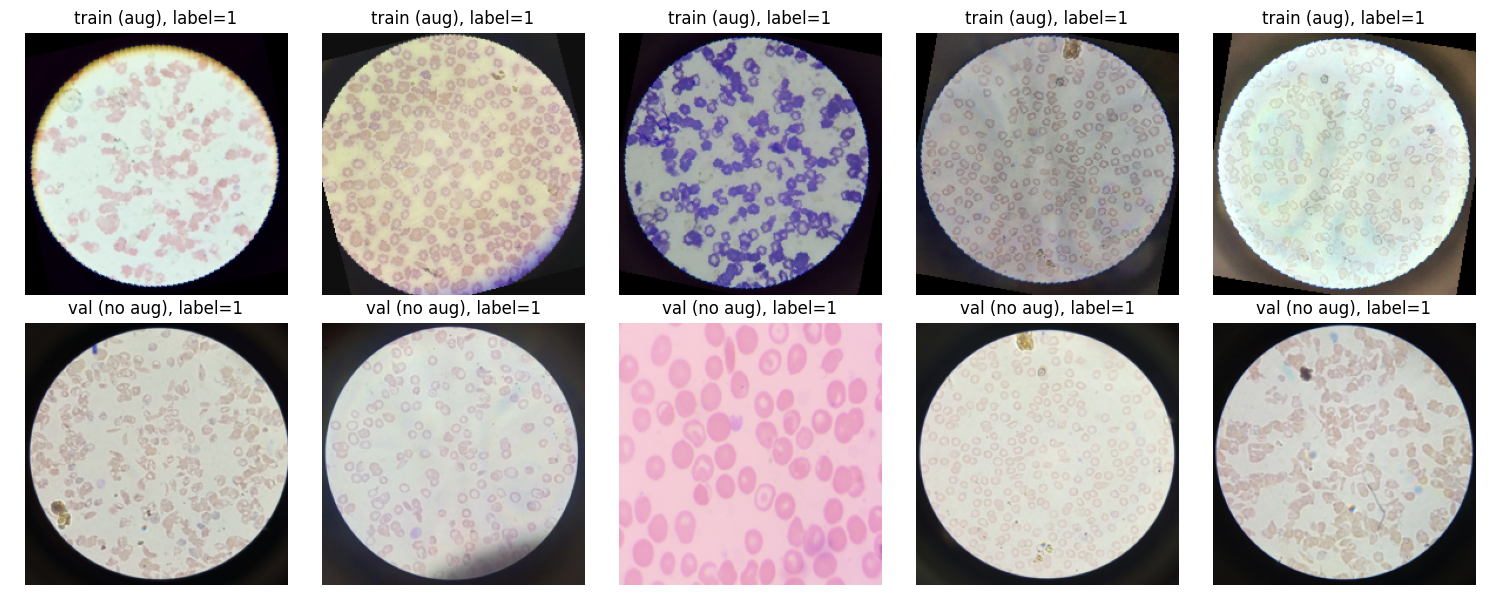 train (aug), label=1
train (aug), label=1
train (aug), label=1
train (aug), label=1
train (aug), label=1
val (no aug), label=1
val (no aug), label=1
val (no aug), label=1
val (no aug), label=1
val (no aug), label=1